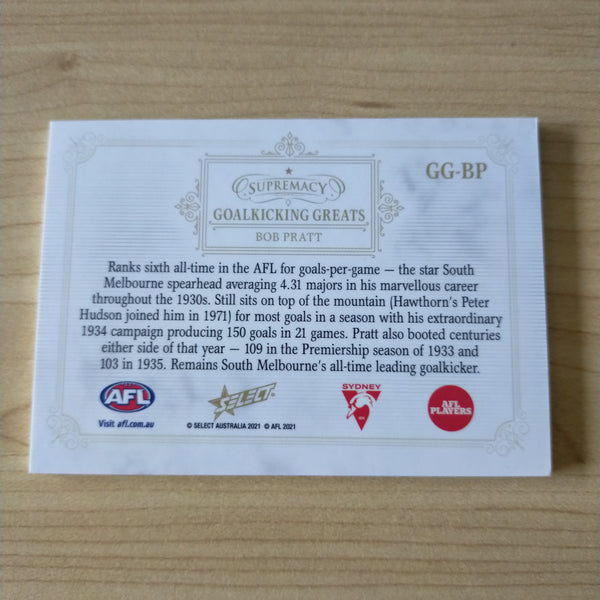 GG-BP
SUPREMACY
GOALKICKING GREATS
BOB PRATT
Ranks sixth all-time in the AFL for goals-per-game — the star South
Melbourne spearhead averaging 4.31 majors in his marvellous career
throughout the 1930s. Still sits on top of the mountain (Hawthorn's Peter
Hudson joined him in 1971) for most goals in a season with his extraordinary
1934 campaign producing 150 goals in 21 games. Pratt also booted centuries
either side of that year — 109 in the Premiership season of 1933 and
103 in 1935. Remains South Melbourne's all-time leading goalkicker.
AFL
Visit afl.com.au
SELECT
© SELECT AUSTRALIA 2021 © AFL 2021
SYDNEY
AFL
PLAYERS